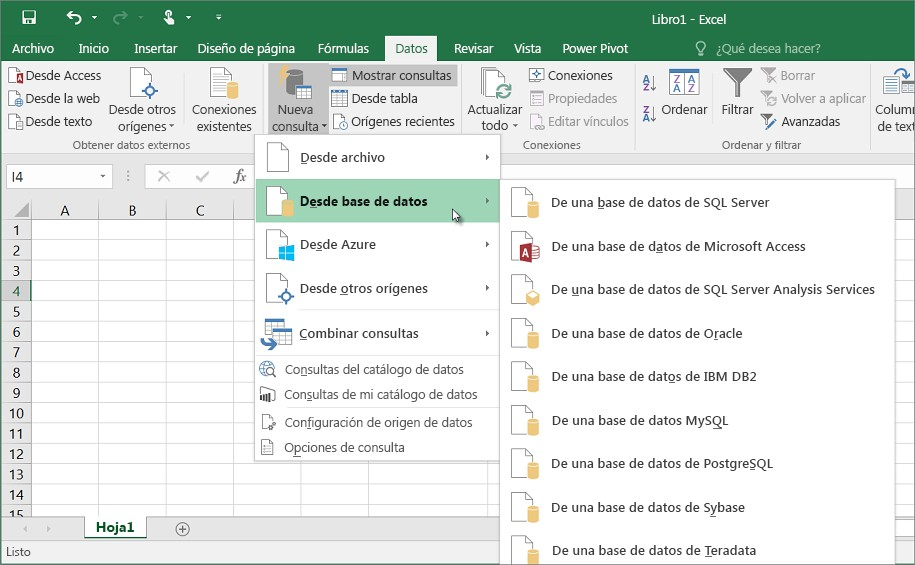 Libro1 - Excel
Archivo Inicio Insertar Diseño de página Fórmulas Datos Revisar Vista Power Pivot ¿Qué desea hacer?
Desde Access
Desde la web
Desde texto
Desde otros
orígenes
Conexiones
existentes
Obtener datos externos
Nueva
consulta
Mostrar consultas
Desde tabla
Orígenes recientes
Actualizar
todo
Conexiones
Propiedades
Editar vínculos
Conexiones
Ordenar
Filtrar
Borrar
Volver a aplicar
Avanzadas
Ordenar y filtrar
Column
de text
I4
fx
A B C
1
2
3
4
5
6
7
8
9
10
11
12
13
14
15
Desde archivo
Desde base de datos
Desde Azure
Desde otros orígenes
Combinar consultas
Consultas del catálogo de datos
Consultas de mi catálogo de datos
Configuración de origen de datos
Opciones de consulta
De una base de datos de SQL Server
De una base de datos de Microsoft Access
De una base de datos de SQL Server Analysis Services
De una base de datos de Oracle
De una base de datos de IBM DB2
De una base de datos MySQL
De una base de datos de PostgreSQL
De una base de datos de Sybase
De una base de datos de Teradata
Hoja1
Listo